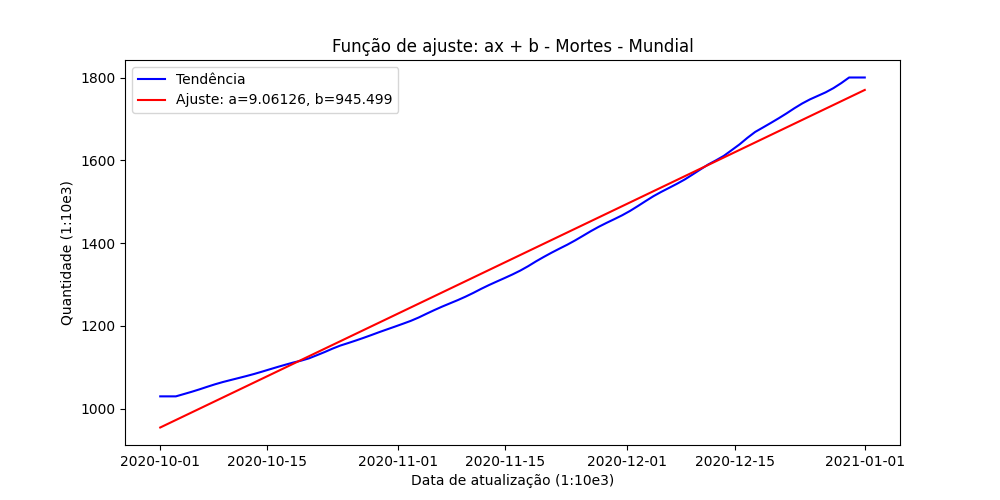 Função de ajuste: ax + b - Mortes - Mundial
Tendência
Ajuste: a=9.06126, b=945.499
1800
1600
1400
1200
1000
Quantidade (1:10e3)
2020-10-01 2020-10-15 2020-11-01 2020-11-15 2020-12-01 2020-12-15 2021-01-01
Data de atualização (1:10e3)